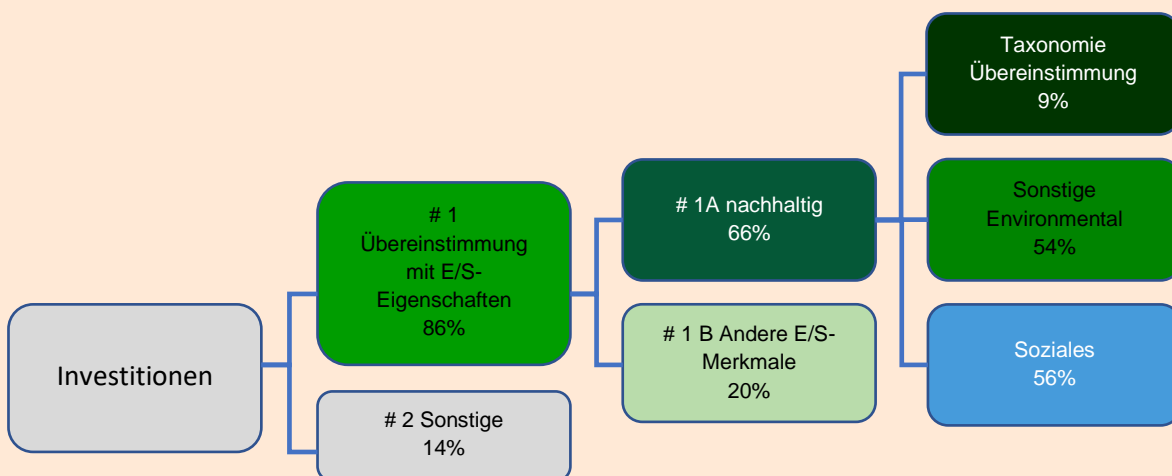 Investitionen
# 1
Übereinstimmung
mit E/S-
Eigenschaften
86%
# 2 Sonstige
14%
# 1A nachhaltig
66%
# 1 B Andere E/S-
Merkmale
20%
Taxonomie
Übereinstimmung
9%
Sonstige
Environmental
54%
Soziales
56%